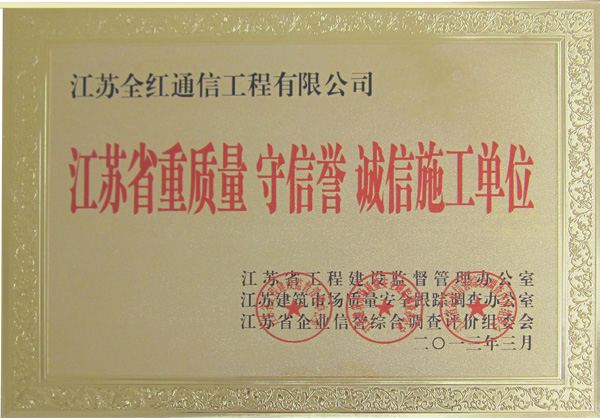 江苏全红通信工程有限公司
江苏省重质量 守信誉 诚信施工单位
江苏省工程建设监督管理办公室
江苏建筑市场质量安全跟踪调查办公室
江苏省企业信誉综合调查评价组委会
二〇一三年三月